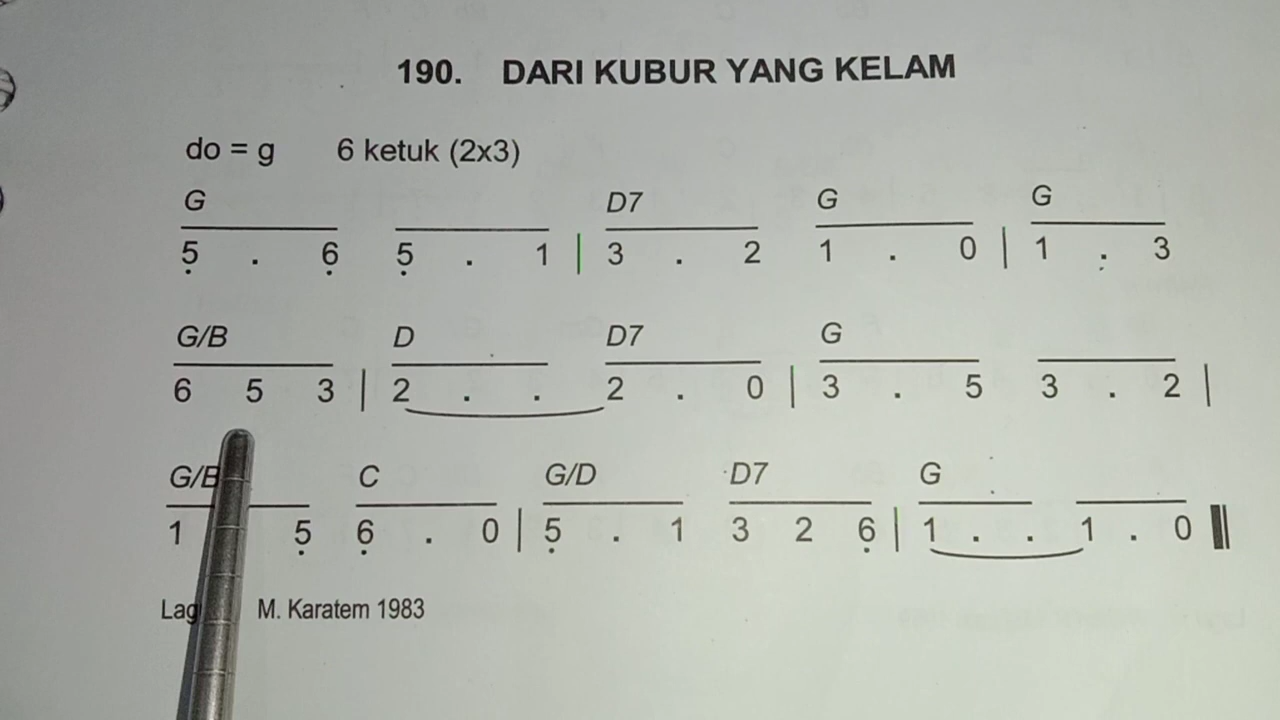 190. DARI KUBUR YANG KELAM
do = g 6 ketuk (2x3)
G D7 G G
5̣ . 6̣ 5̣ . 1 | 3 . 2 1 . 0 | 1 . 3
G/B D D7 G
6 5 3 | 2 . . 2 . 0 | 3 . 5 3 . 2 |
G/B C G/D D7 G
1 5̣ 6̣ . 0 | 5̣ . 1 3 2 6̣ | 1 . . 1 . 0 ||
M. Karatem 1983